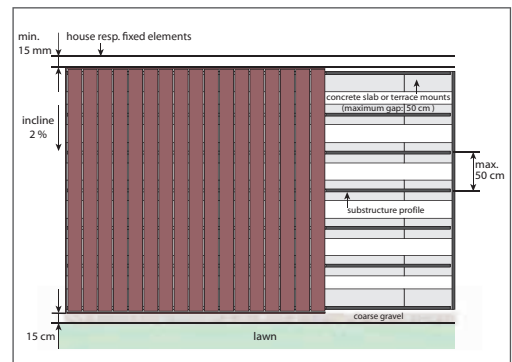 min.
15 mm
house resp. fixed elements
concrete slab or terrace mounts
(maximum gap: 50 cm )
incline
2 %
max.
50 cm
substructure profile
coarse gravel
15 cm
lawn